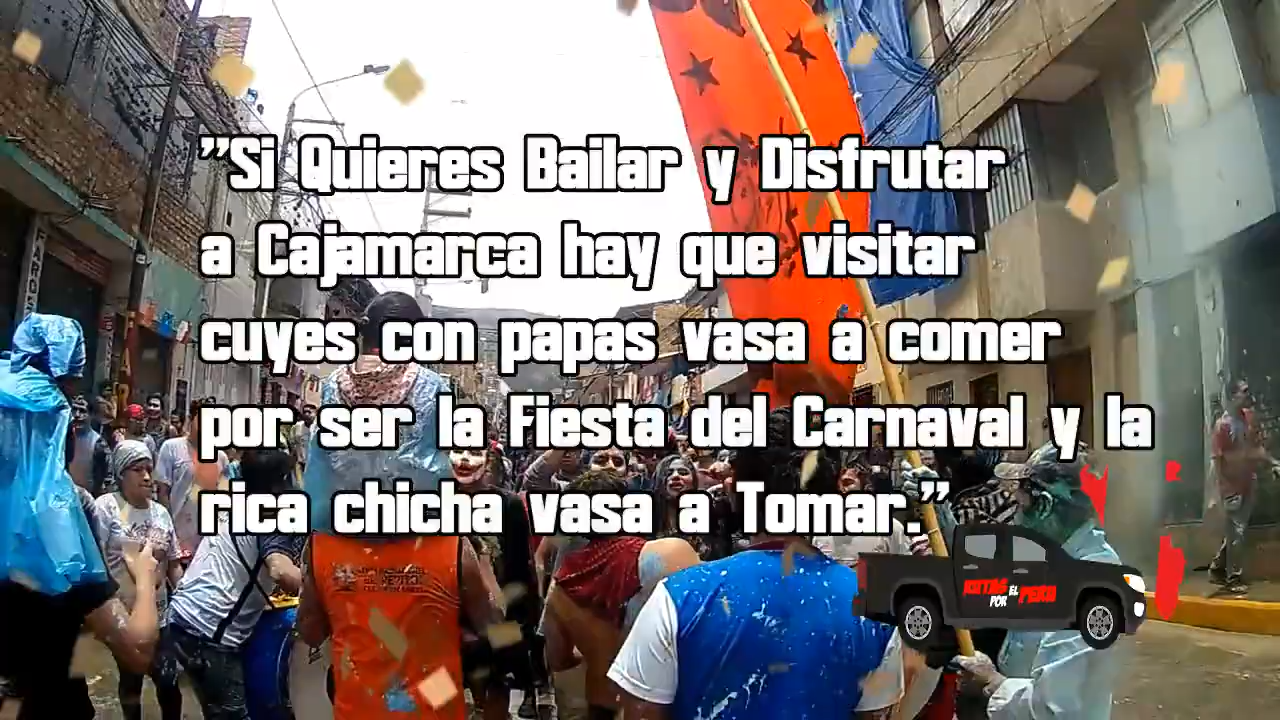 "Si Quieres Bailar y Disfrutar
a Cajamarca hay que visitar
cuyes con papas vasa a comer
por ser la Fiesta del Carnaval y la
rica chicha vasa a Tomar."
RUTAS POR EL PERÚ